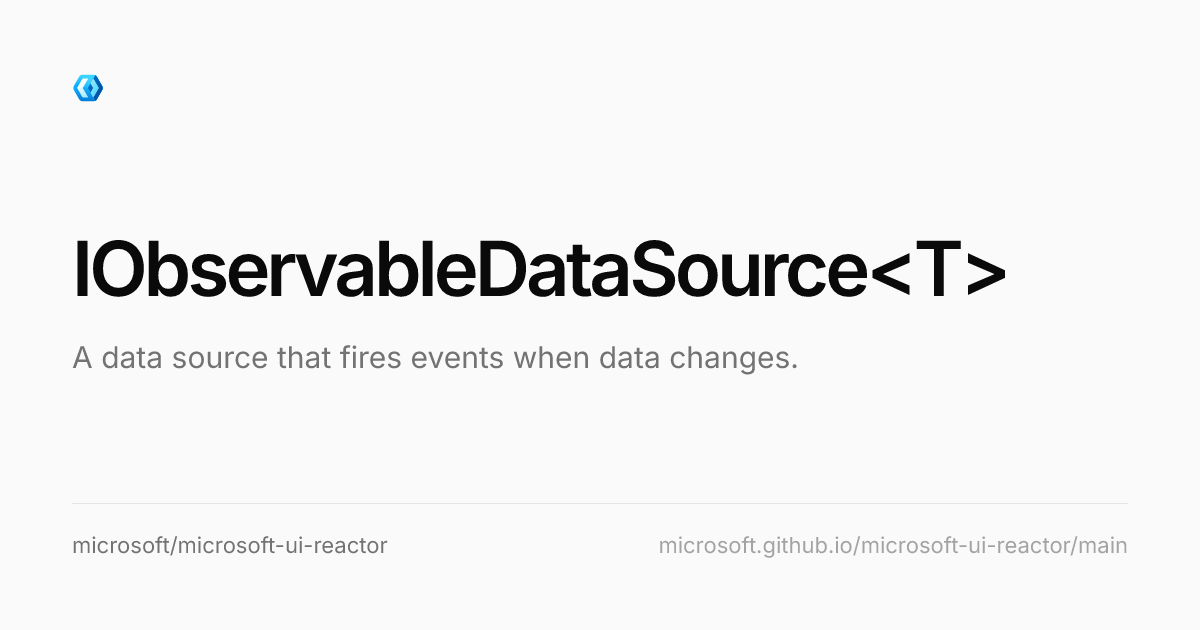 IObservableDataSource<T>
A data source that fires events when data changes.
microsoft/microsoft-ui-reactor
microsoft.github.io/microsoft-ui-reactor/main